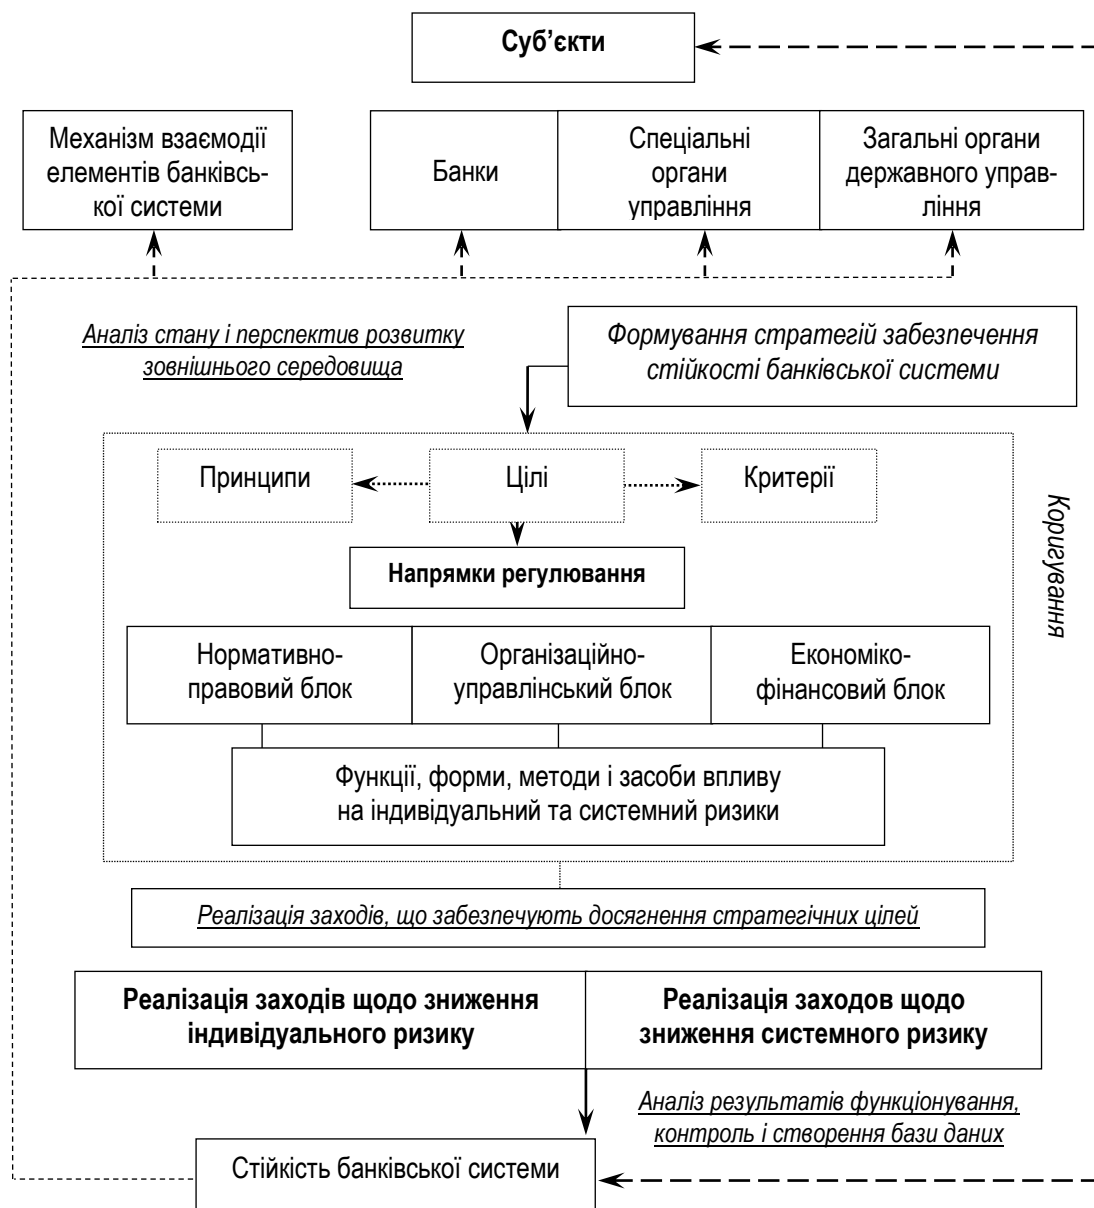 Суб’єкти
Механізм взаємодії
елементів банківсь-
кої системи
Банки
Спеціальні
органи
управління
Загальні органи
державного управ-
ління
Аналіз стану і перспектив розвитку
зовнішнього середовища
Формування стратегій забезпечення
стійкості банківської системи
Принципи
Цілі
Критерії
Коригування
Напрямки регулювання
Нормативно-
правовий блок
Організаційно-
управлінський блок
Економіко-
фінансовий блок
Функції, форми, методи і засоби впливу
на індивідуальний та системний ризики
Реалізація заходів, що забезпечують досягнення стратегічних цілей
Реалізація заходів щодо зниження
індивідуального ризику
Реалізація заходов щодо
зниження системного ризику
Аналіз результатів функціонування,
контроль і створення бази даних
Стійкість банківської системи